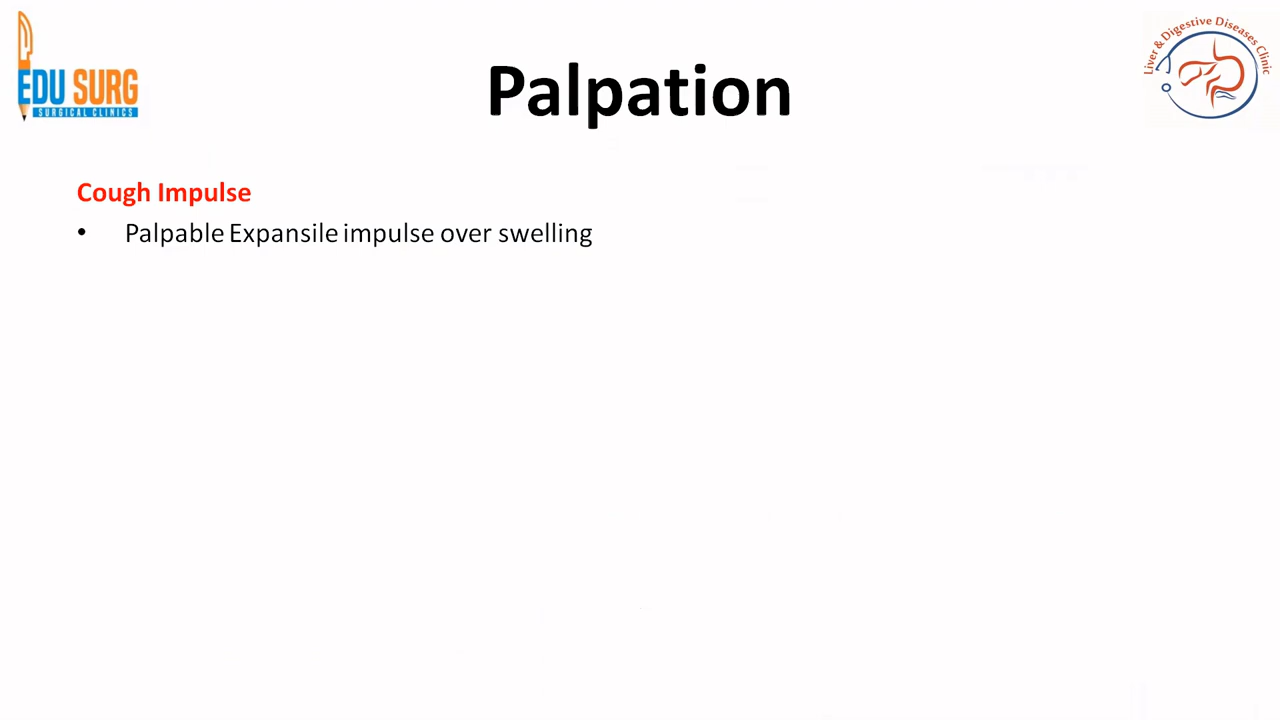 EDU SURG
SURGICAL CLINICS
Liver & Digestive Diseases Clinic
Palpation
Cough Impulse
• Palpable Expansile impulse over swelling